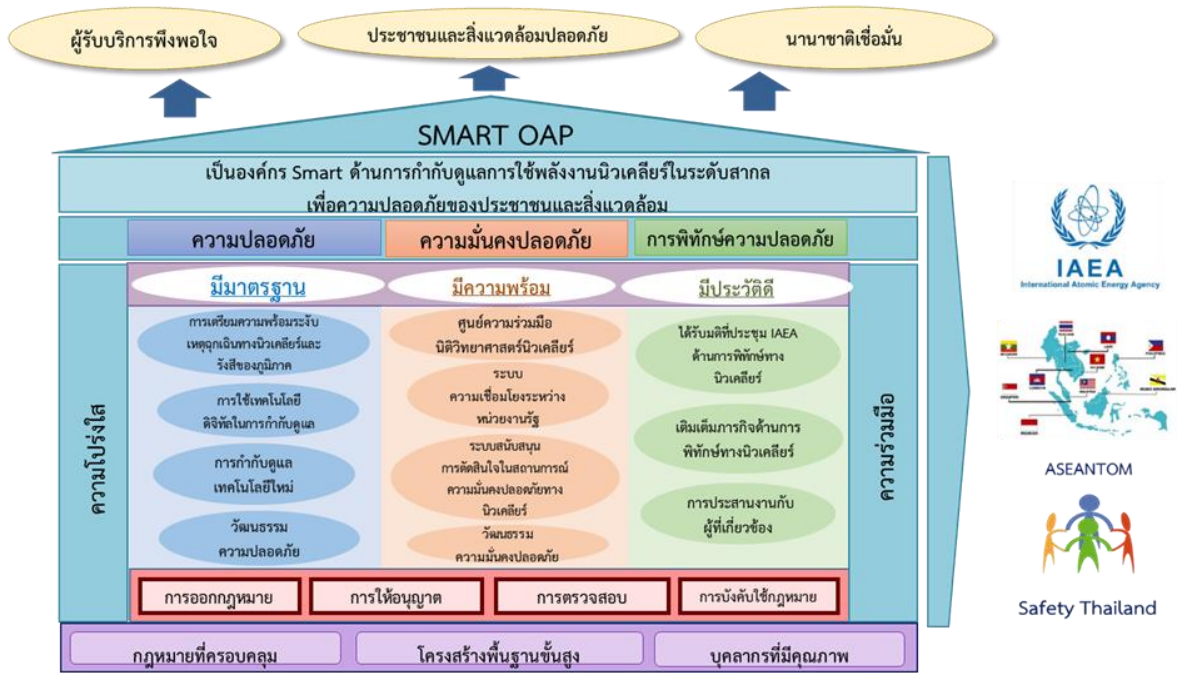 ผู้รับบริการพึงพอใจ
ประชาชนและสิ่งแวดล้อมปลอดภัย
นานาชาติเชื่อมั่น
SMART OAP
เป็นองค์กร Smart ด้านการกำกับดูแลการใช้พลังงานนิวเคลียร์ในระดับสากล
เพื่อความปลอดภัยของประชาชนและสิ่งแวดล้อม
ความปลอดภัย
ความมั่นคงปลอดภัย
การพิทักษ์ความปลอดภัย
ความโปร่งใส
มีมาตรฐาน
การเตรียมความพร้อมระงับ
เหตุฉุกเฉินทางนิวเคลียร์และ
รังสีของภูมิภาค
การใช้เทคโนโลยี
ดิจิทัลในการกำกับดูแล
การกำกับดูแล
เทคโนโลยีใหม่
วัฒนธรรม
ความปลอดภัย
มีความพร้อม
ศูนย์ความร่วมมือ
นิติวิทยาศาสตร์นิวเคลียร์
ระบบ
ความเชื่อมโยงระหว่าง
หน่วยงานรัฐ
ระบบสนับสนุน
การตัดสินใจในสถานการณ์
ความมั่นคงปลอดภัยทาง
นิวเคลียร์
วัฒนธรรม
ความมั่นคงปลอดภัย
มีประวัติดี
ได้รับมติที่ประชุม IAEA
ด้านการพิทักษ์ทาง
นิวเคลียร์
เติมเต็มภารกิจด้านการ
พิทักษ์ทางนิวเคลียร์
การประสานงานกับ
ผู้ที่เกี่ยวข้อง
ความร่วมมือ
การออกกฎหมาย
การให้อนุญาต
การตรวจสอบ
การบังคับใช้กฎหมาย
กฎหมายที่ครอบคลุม
โครงสร้างพื้นฐานขั้นสูง
บุคลากรที่มีคุณภาพ
IAEA
International Atomic Energy Agency
ASEANTOM
Safety Thailand